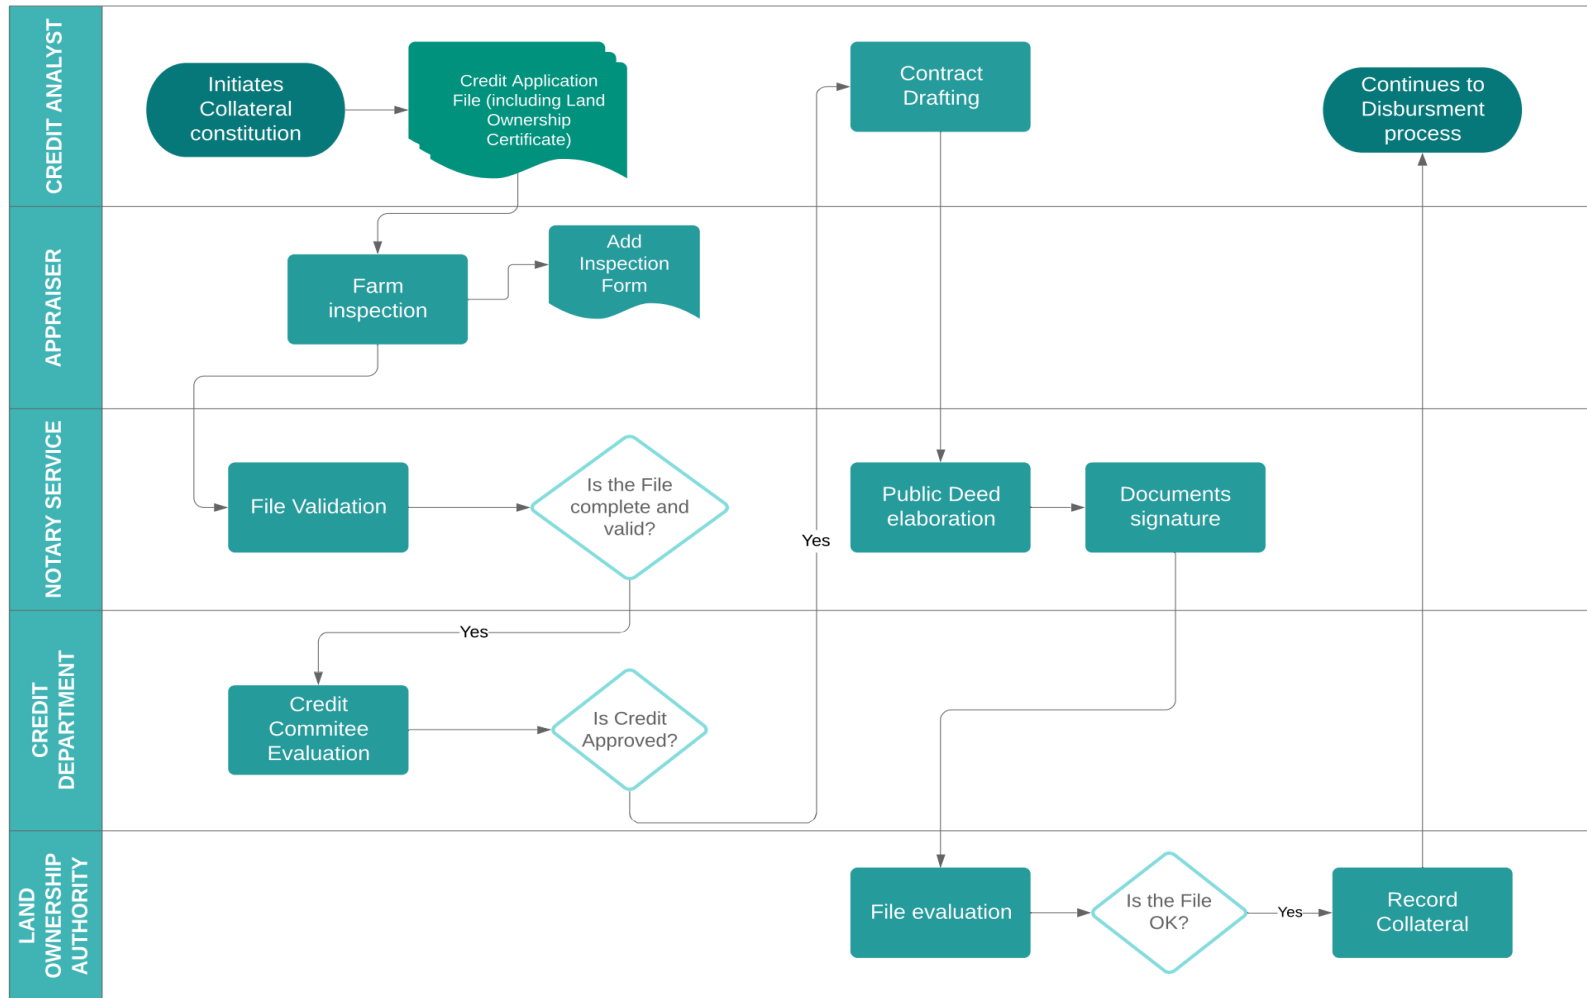 CREDIT ANALYST
Initiates
Collateral
constitution
Credit Application
File (including Land
Ownership
Certificate)
Contract
Drafting
Continues to
Disbursment
process
APPRAISER
Farm
inspection
Add
Inspection
Form
NOTARY SERVICE
File Validation
Is the File
complete and
valid?
Yes
Public Deed
elaboration
Documents
signature
CREDIT
DEPARTMENT
Yes
Credit
Commitee
Evaluation
Is Credit
Approved?
LAND
OWNERSHIP
AUTHORITY
File evaluation
Is the File
OK?
Yes
Record
Collateral